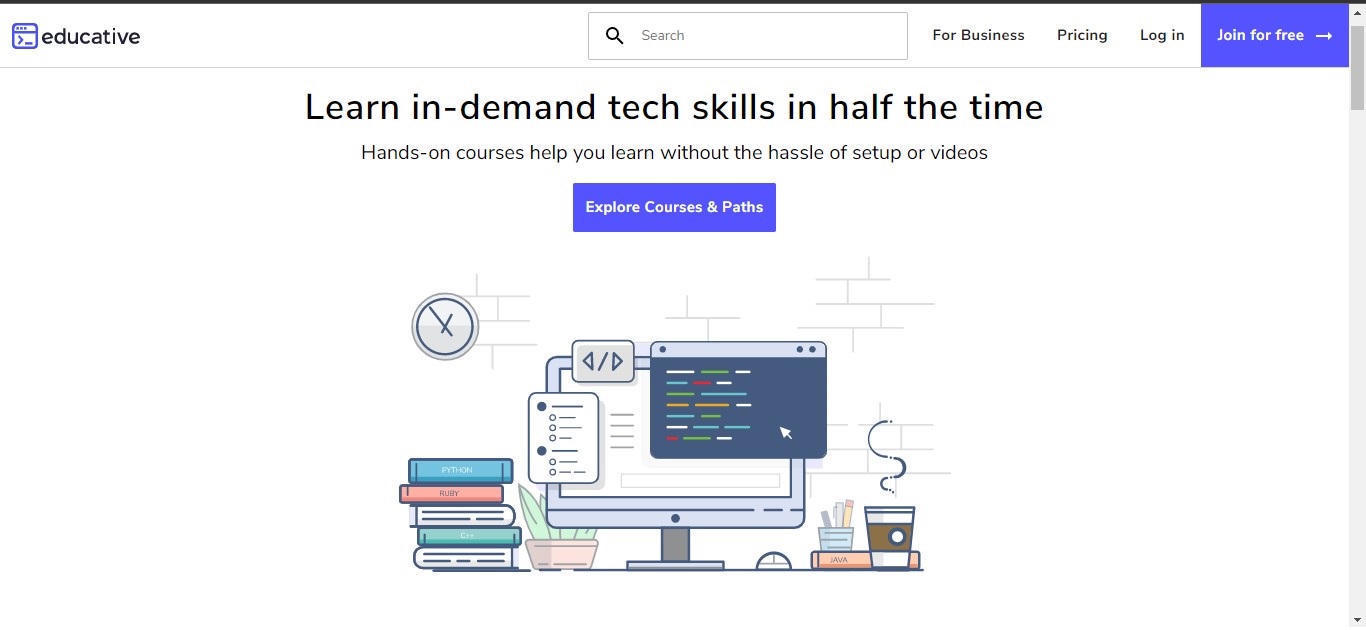 educative
Search
For Business
Pricing
Log in
Join for free →
Learn in-demand tech skills in half the time
Hands-on courses help you learn without the hassle of setup or videos
Explore Courses & Paths
</>
PYTHON
RUBY
C++
JAVA